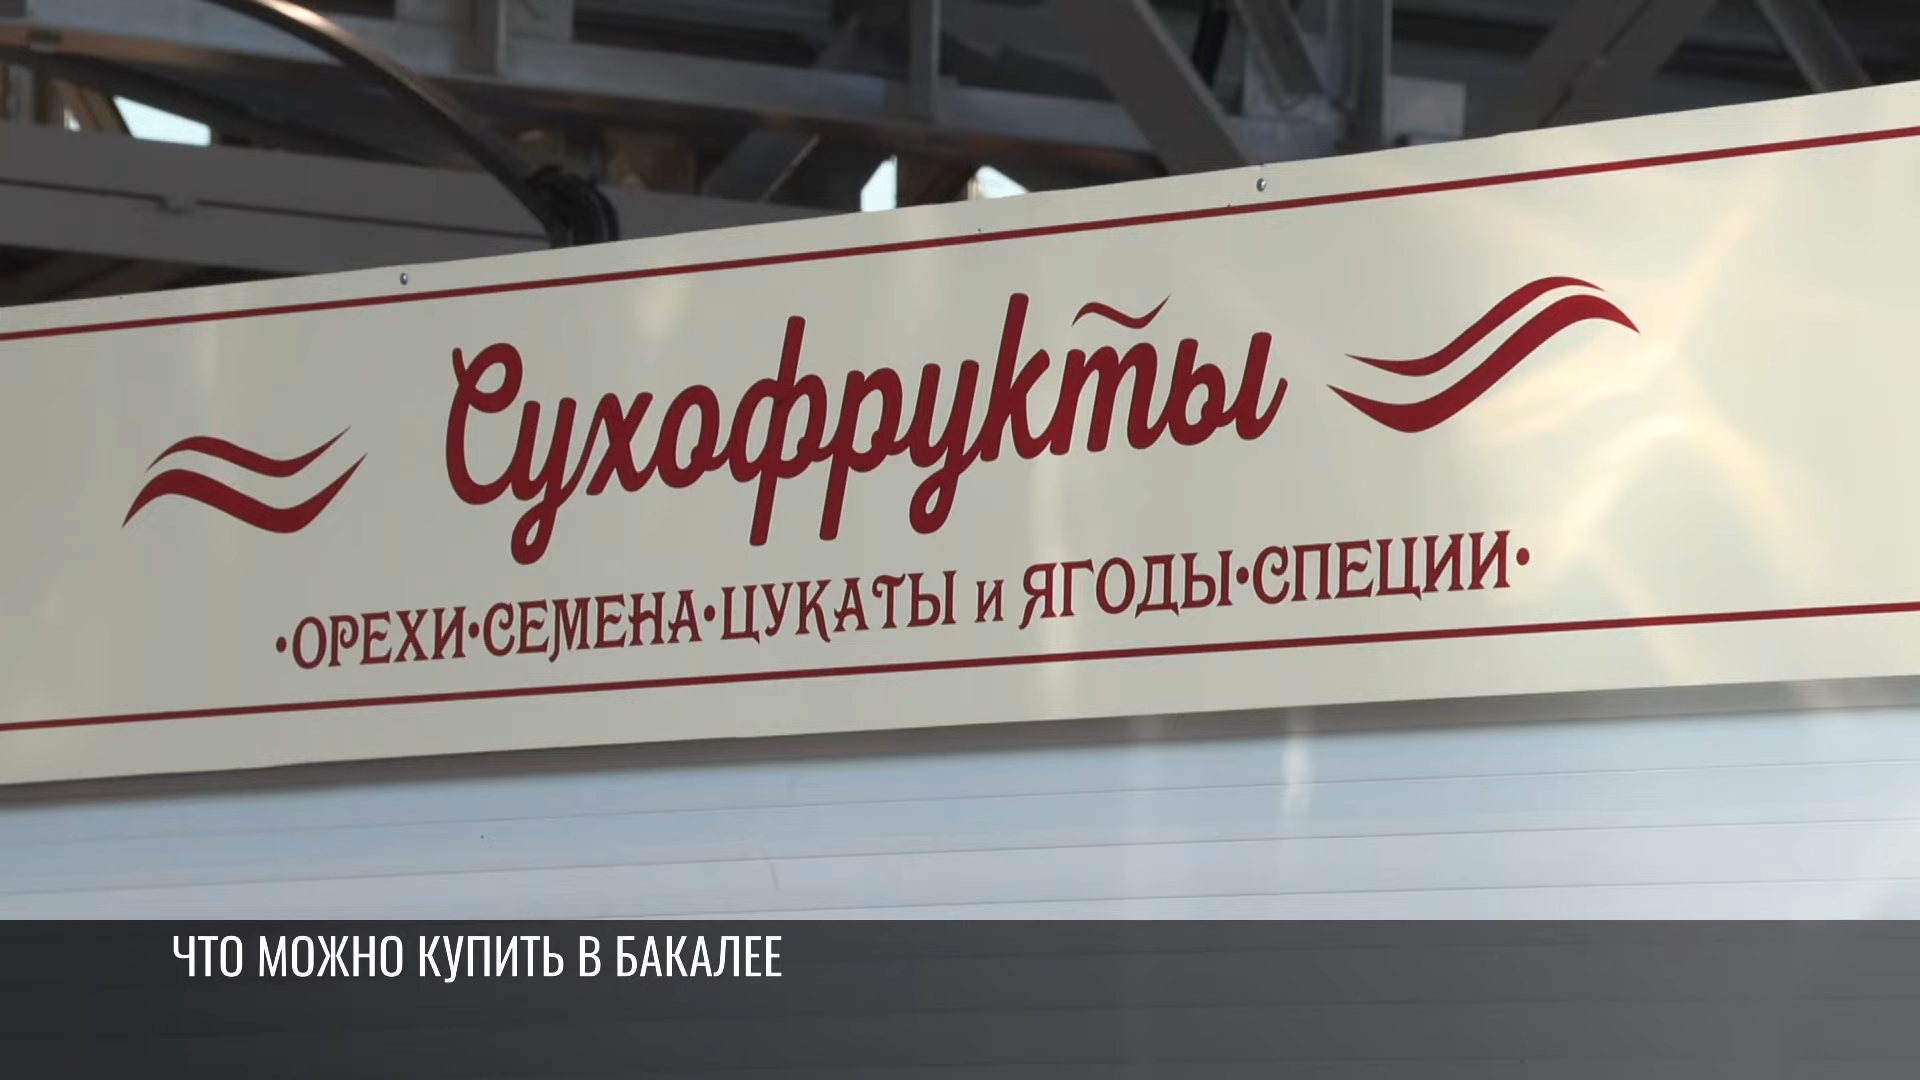 Сухофрукты
·ОРЕХИ·СЕМЕНА·ЦУКАТЫ и ЯГОДЫ·СПЕЦИИ·
ЧТО МОЖНО КУПИТЬ В БАКАЛЕЕ